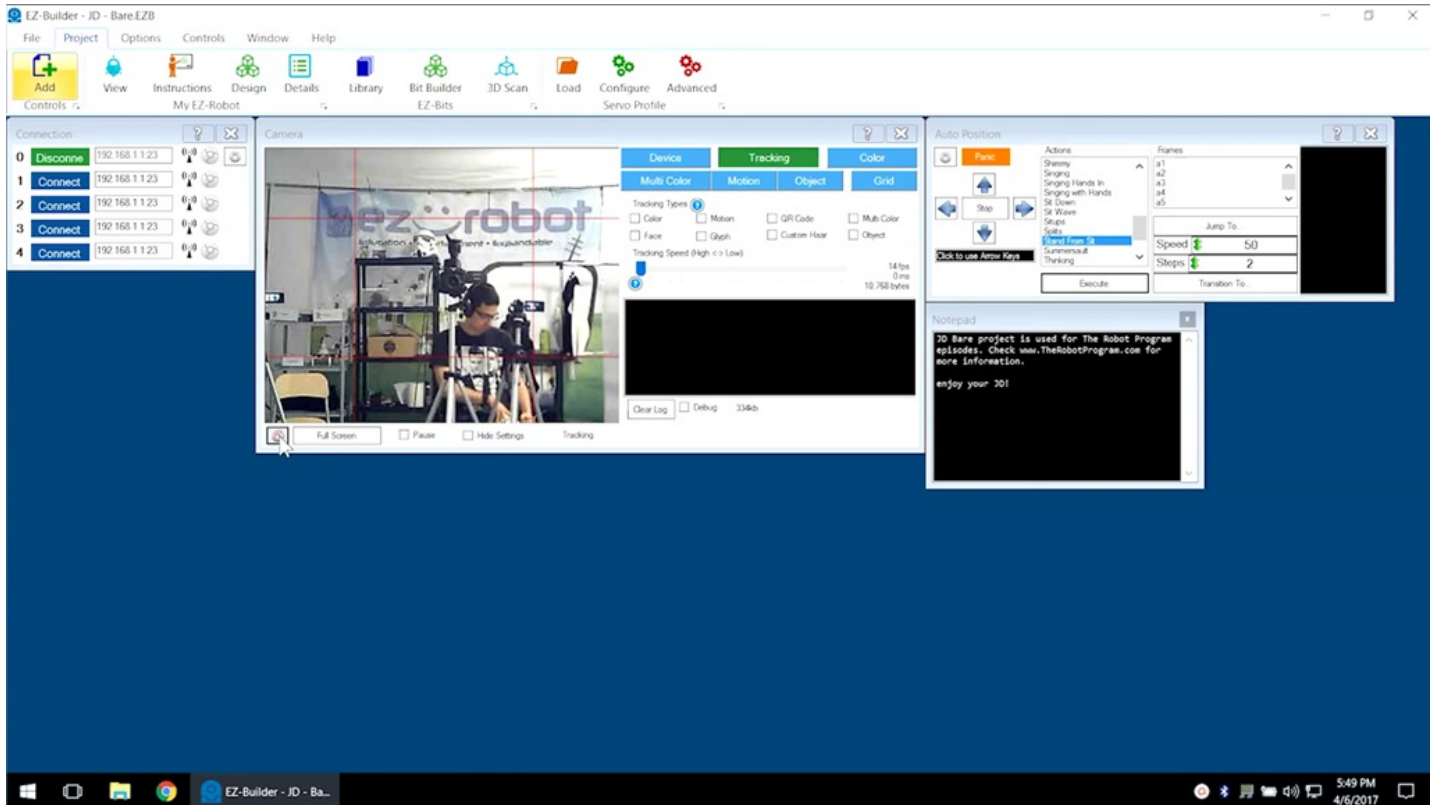 EZ-Builder - JD - Bare.EZB
File Project Options Controls Window Help
Add View Instructions Design Details Library Bit Builder 3D Scan Load Configure Advanced
Controls My EZ-Robot EZ-Bits Servo Profile
Connection
0 Disconne 192.168.1.1:23
1 Connect 192.168.1.1:23
2 Connect 192.168.1.1:23
3 Connect 192.168.1.1:23
4 Connect 192.168.1.1:23
Camera
ez robot
Education
Expandable
Device Tracking Color
Multi Color Motion Object Grid
Tracking Types
Color Motion QR Code Multi Color
Face Glyph Custom Haar Object
Tracking Speed (High <-> Low)
14 fps
0 ms
10,768 bytes
Clear Log Debug 334kb
Full Screen Pause Hide Settings Tracking
Auto Position
Panic
Stop
Click to use Arrow Keys
Actions
Shimmy
Singing
Singing Hands In
Singing with Hands
Sit Down
Sit Wave
Situps
Splits
Stand From Sit
Summersault
Thinking
Execute
Frames
a1
a2
a3
a4
a5
Jump To...
Speed 50
Steps 2
Transition To...
Notepad
JD Bare project is used for The Robot Program
episodes. Check www.TheRobotProgram.com for
more information.
enjoy your JD!
EZ-Builder - JD - Ba...
5:49 PM
4/6/2017